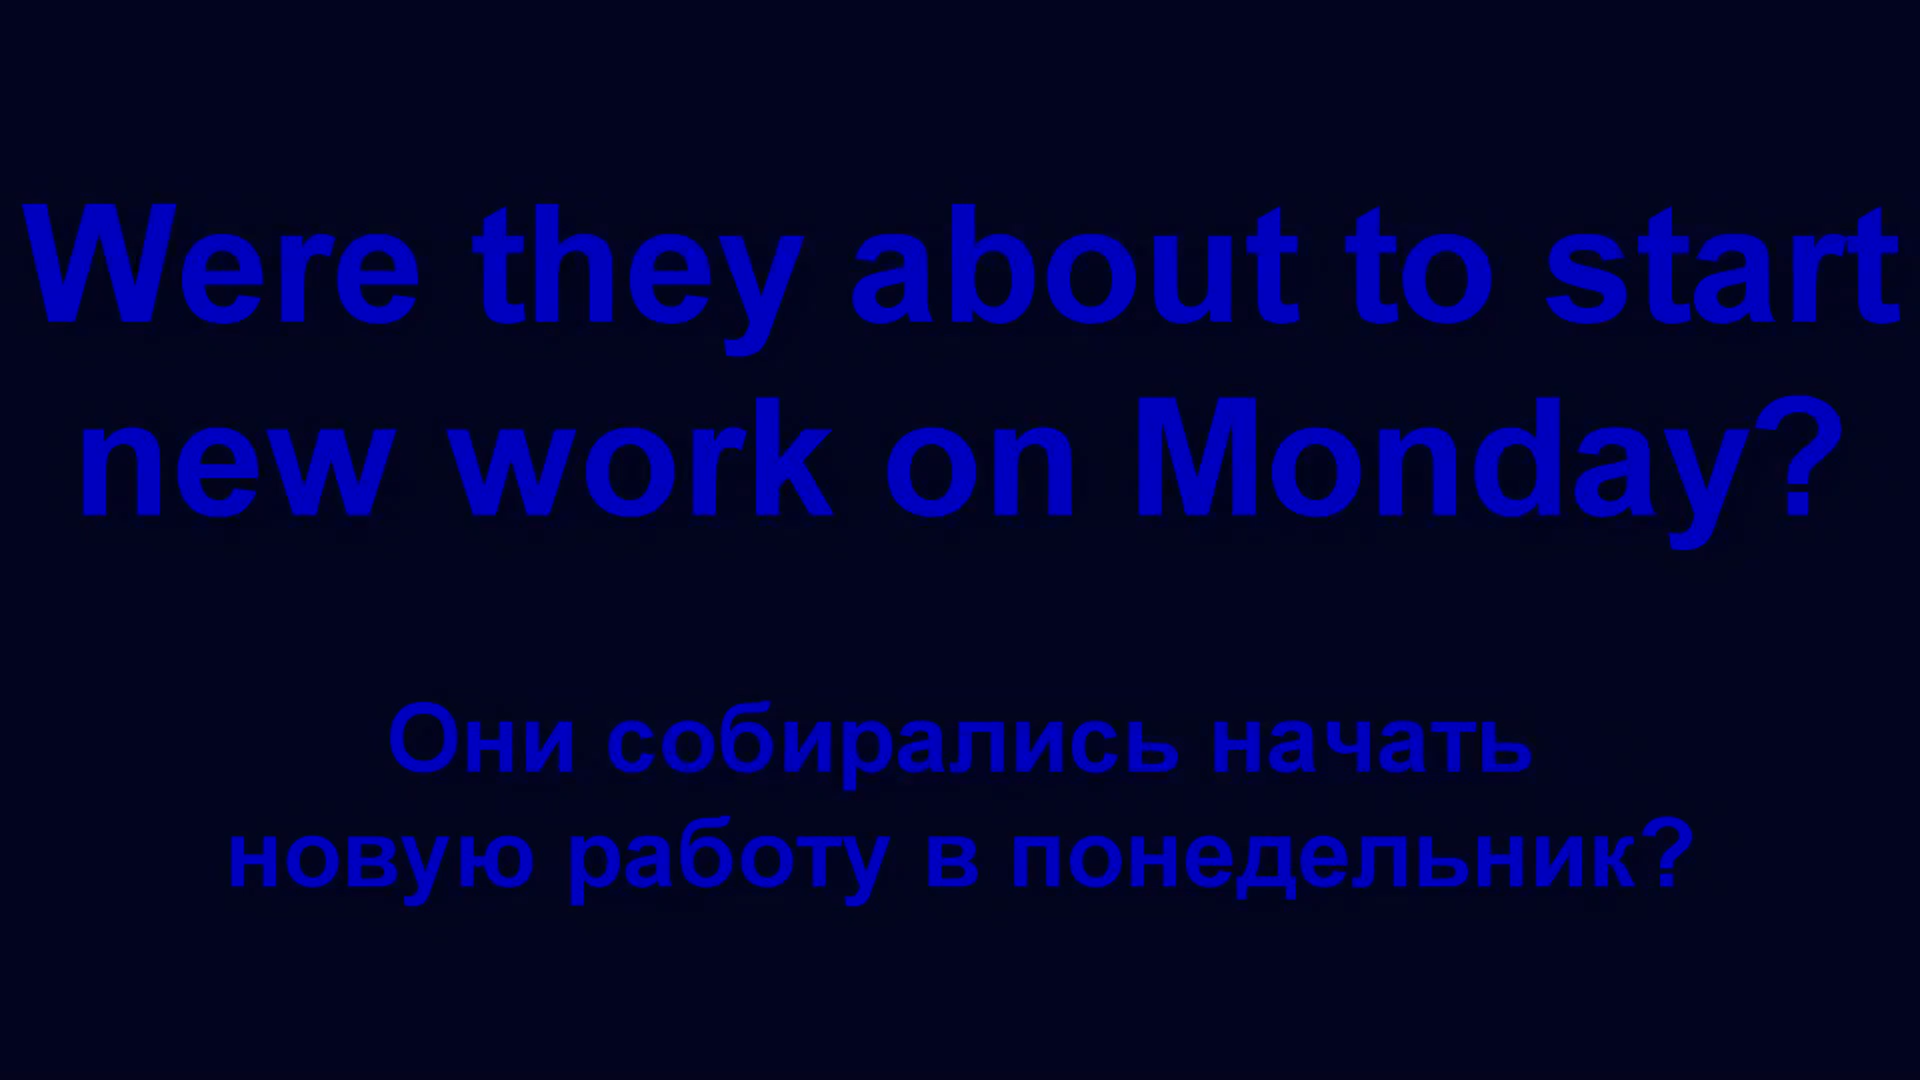 Were they about to start
new work on Monday?
Они собирались начать
новую работу в понедельник?